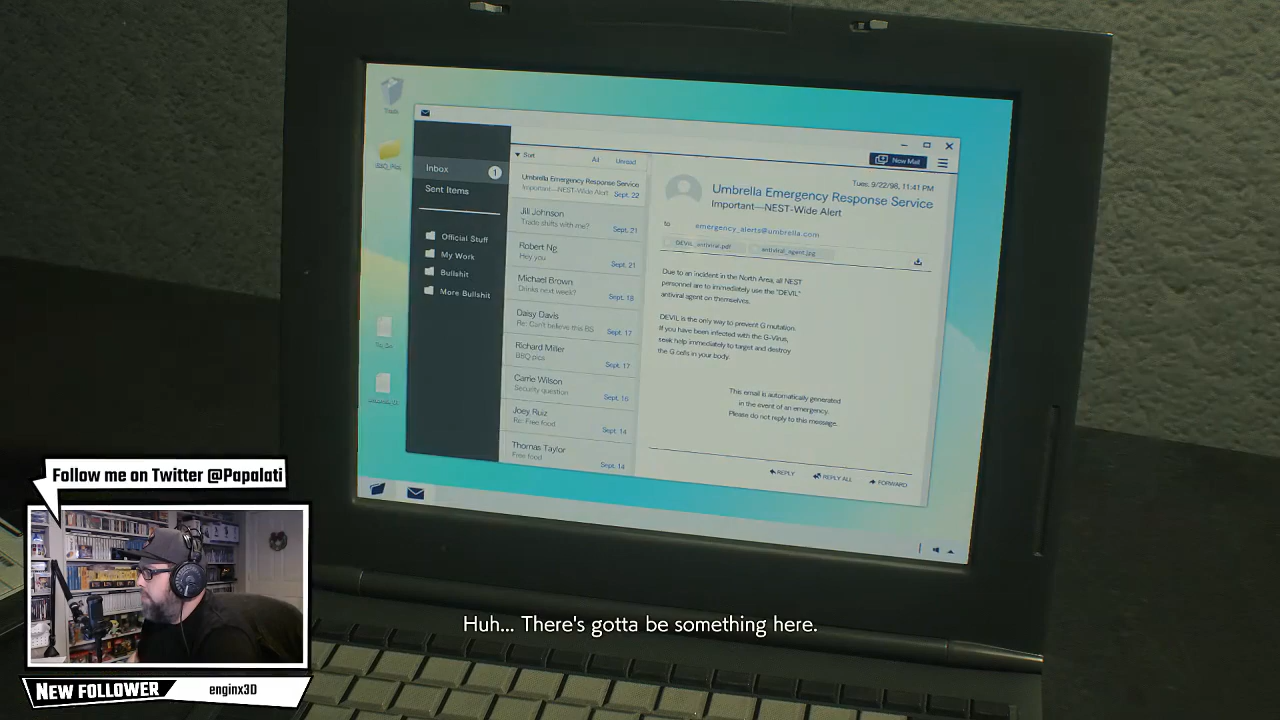 Trade
BBQ_Pics
New Mail
Inbox 1
Sent Items
Official Stuff
My Work
Bullshit
More Bullshit
Sort All Unread
Umbrella Emergency Response Service
Important—NEST-Wide Alert Sept. 22
Jill Johnson
Trade shifts with me? Sept. 21
Robert Ng
Hey you Sept. 21
Michael Brown
Drinks next week? Sept. 18
Daisy Davis
Re: Can't believe this BS Sept. 17
Richard Miller
BBQ pics Sept. 17
Carrie Wilson
Security question Sept. 16
Joey Ruiz
Re: Free food Sept. 14
Thomas Taylor
Free food Sept. 14
Tues. 9/22/98, 11:41 PM
Umbrella Emergency Response Service
Important—NEST-Wide Alert
to emergency_alerts@umbrella.com
DEVIL_antiviral.pdf antiviral_agent.jpg
Due to an incident in the North Area, all NEST
personnel are to immediately use the "DEVIL"
antiviral agent on themselves.
DEVIL is the only way to prevent G mutation.
If you have been infected with the G-Virus,
seek help immediately to target and destroy
the G cells in your body.
This email is automatically generated
in the event of an emergency.
Please do not reply to this message.
REPLY REPLY ALL FORWARD
Follow me on Twitter @Papalati
Huh... There's gotta be something here.
NEW FOLLOWER enginx3D